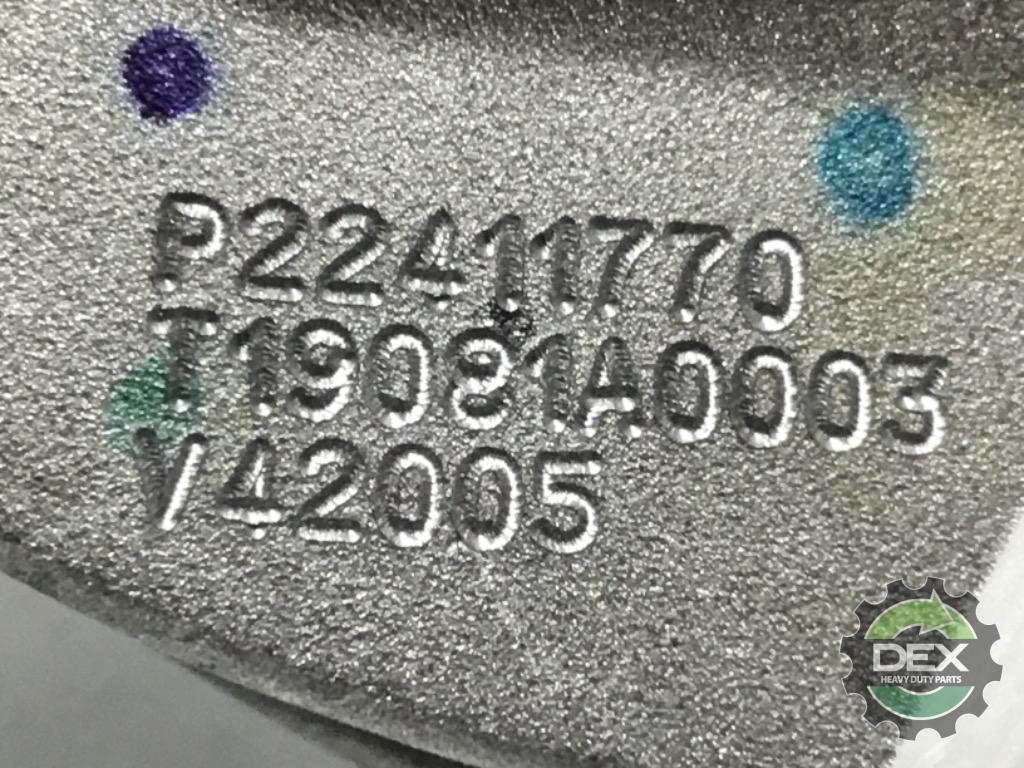 P22411770
T19081A0003
V42005
DEX
HEAVY DUTY PARTS